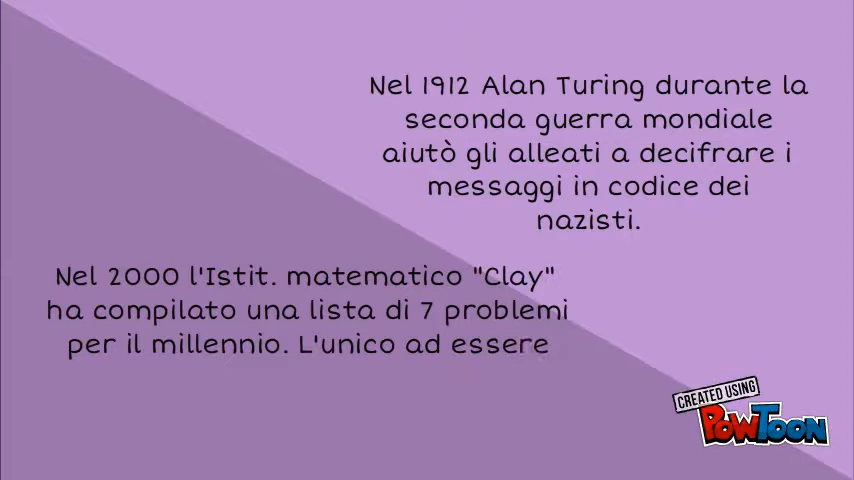 Nel 1912 Alan Turing durante la
seconda guerra mondiale
aiutò gli alleati a decifrare i
messaggi in codice dei
nazisti.
Nel 2000 l'Istit. matematico "Clay"
ha compilato una lista di 7 problemi
per il millennio. L'unico ad essere
CREATED USING
POWTOON